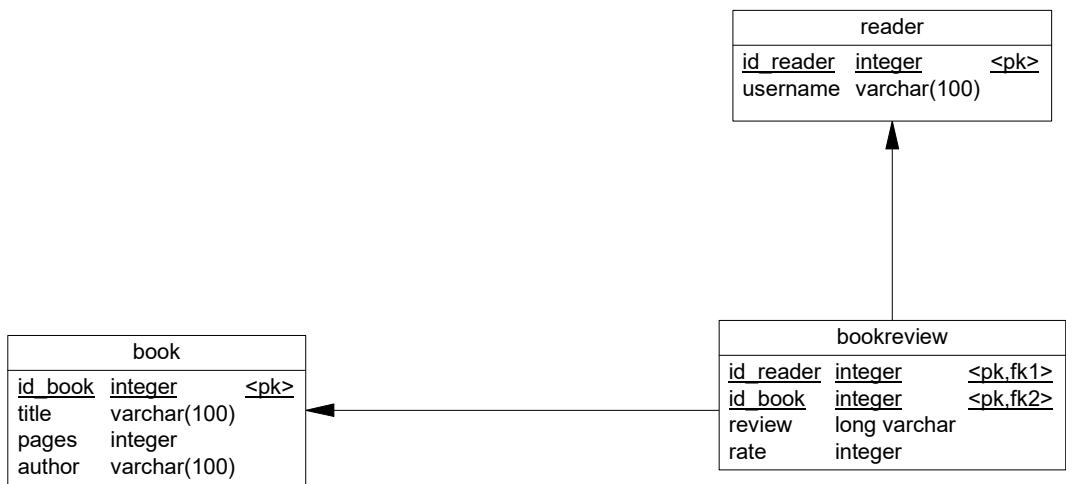 reader
id_reader integer <pk>
username varchar(100)
book
id_book integer <pk>
title varchar(100)
pages integer
author varchar(100)
bookreview
id_reader integer <pk,fk1>
id_book integer <pk,fk2>
review long varchar
rate integer